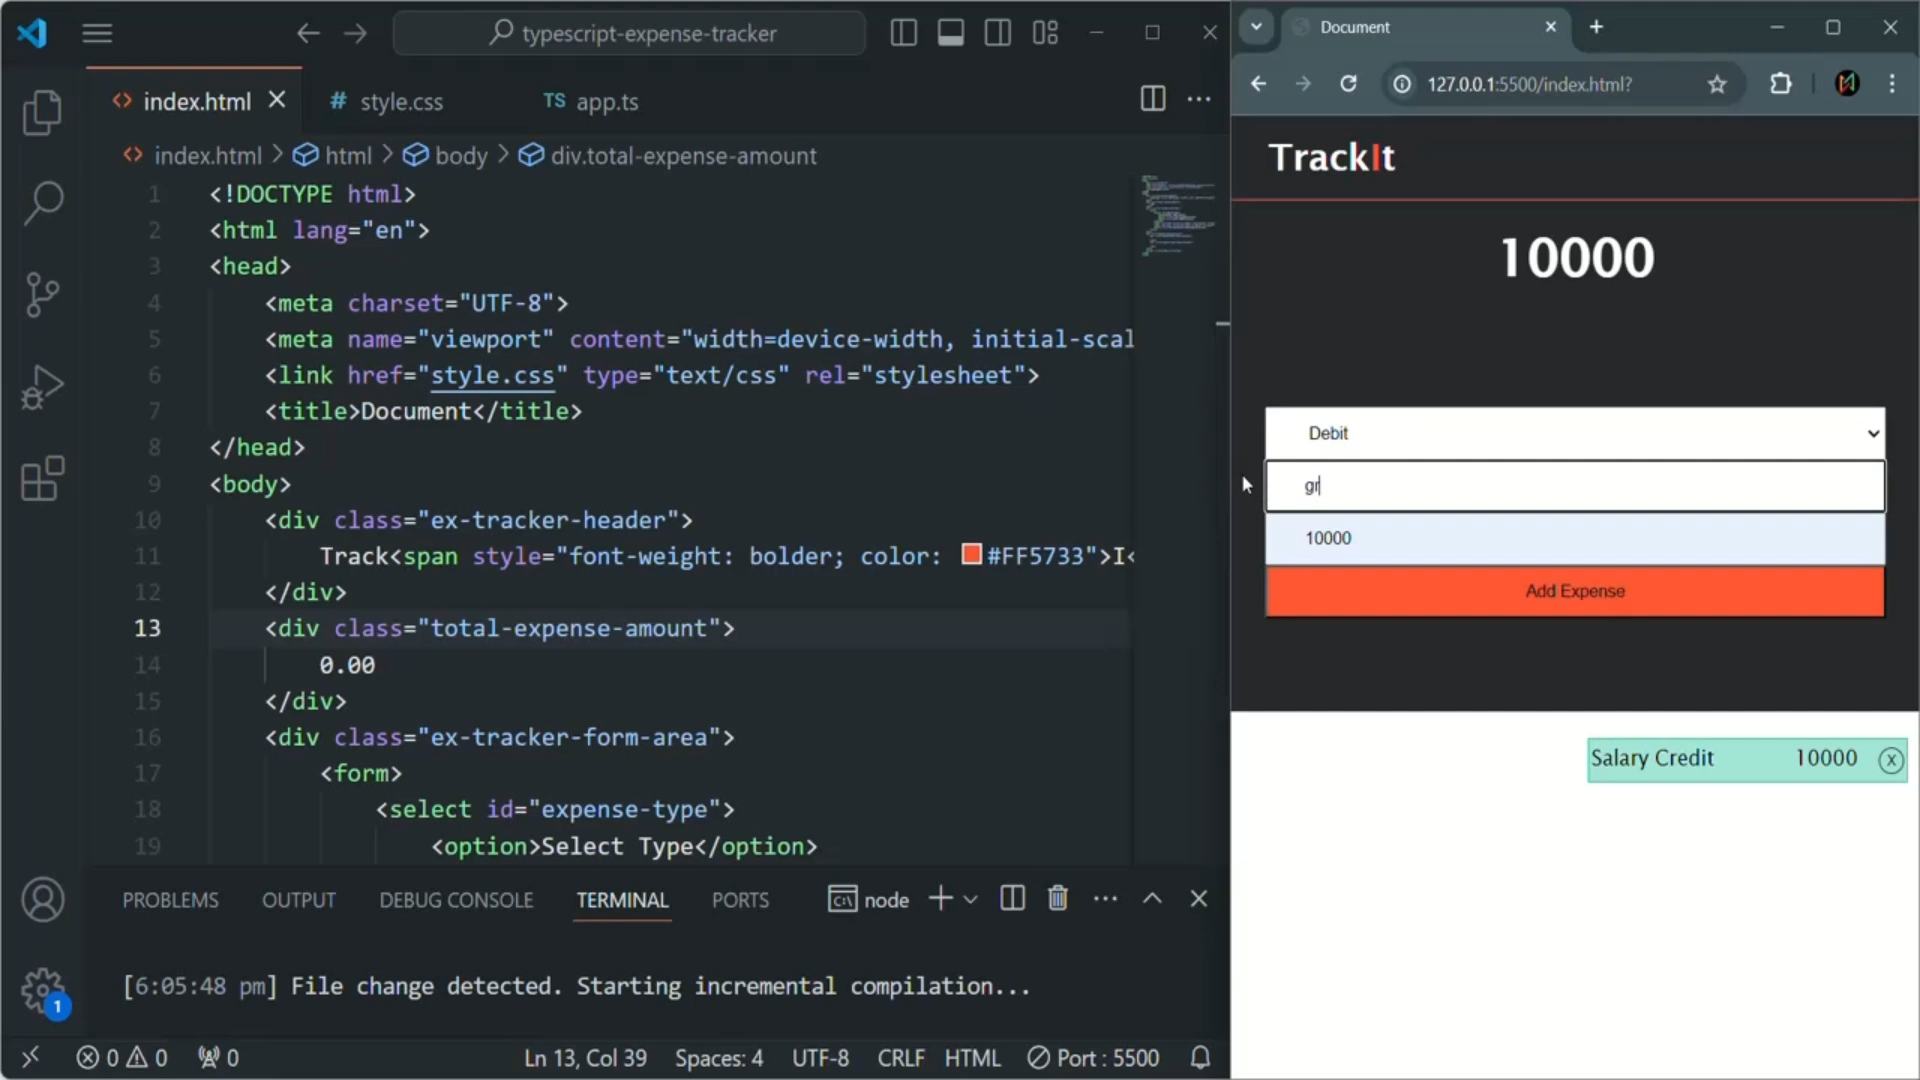 typescript-expense-tracker
index.html
# style.css
TS app.ts
index.html > html > body > div.total-expense-amount
1 <!DOCTYPE html>
2 <html lang="en">
3 <head>
4 <meta charset="UTF-8">
5 <meta name="viewport" content="width=device-width, initial-scal
6 <link href="style.css" type="text/css" rel="stylesheet">
7 <title>Document</title>
8 </head>
9 <body>
10 <div class="ex-tracker-header">
11 Track<span style="font-weight: bolder; color: #FF5733">I<
12 </div>
13 <div class="total-expense-amount">
14 0.00
15 </div>
16 <div class="ex-tracker-form-area">
17 <form>
18 <select id="expense-type">
19 <option>Select Type</option>
PROBLEMS OUTPUT DEBUG CONSOLE TERMINAL PORTS node
[6:05:48 pm] File change detected. Starting incremental compilation...
1
0 0 0 Ln 13, Col 39 Spaces: 4 UTF-8 CRLF HTML Port : 5500
Document
127.0.0.1:5500/index.html?
TrackIt
10000
Debit
gr
10000
Add Expense
Salary Credit 10000 X